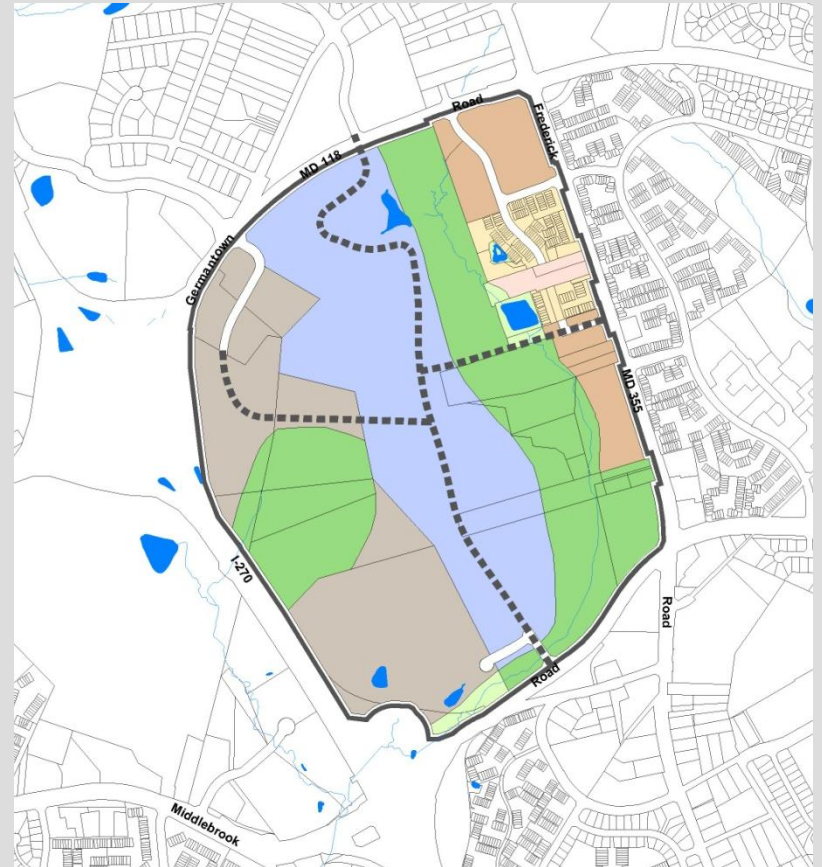 Road
Frederick
MD 118
Germantown
MD 355
I-270
Road
Road
Middlebrook